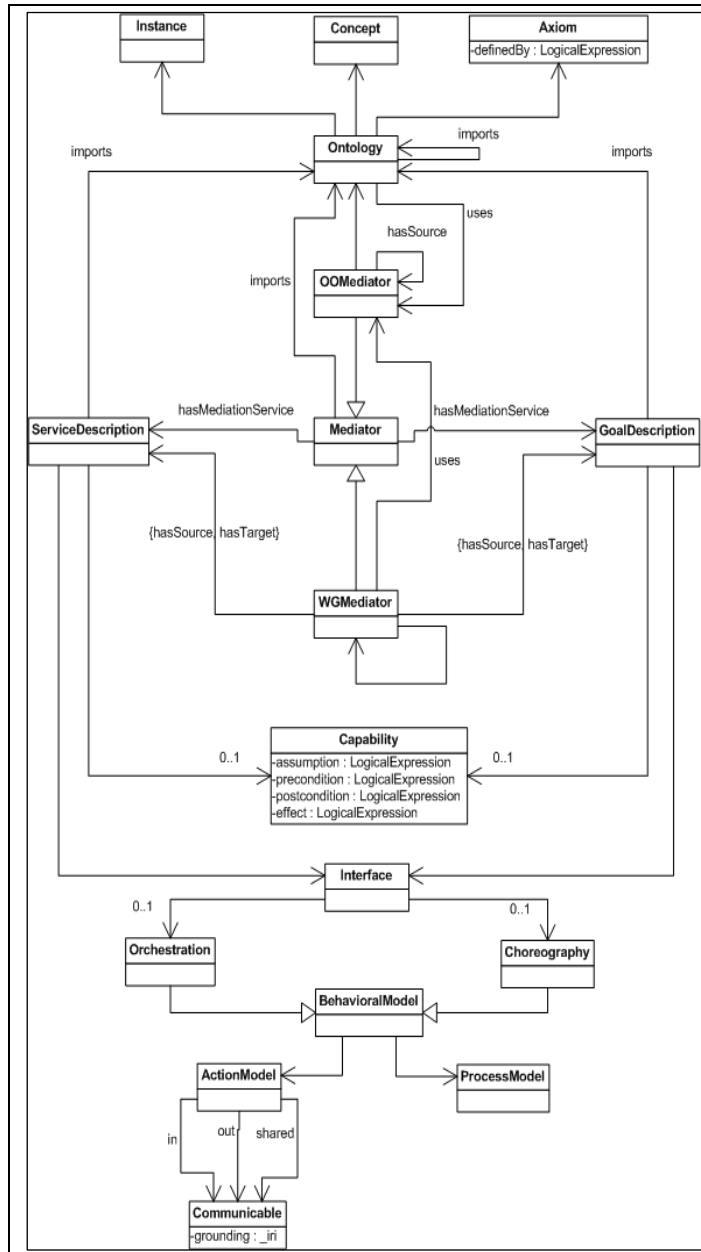 Instance
Concept
Axiom
-definedBy : LogicalExpression
imports
Ontology
imports
imports
uses
hasSource
OOMediator
imports
hasMediationService
hasMediationService
ServiceDescription
Mediator
GoalDescription
uses
{hasSource, hasTarget}
{hasSource, hasTarget}
WGMediator
Capability
-assumption : LogicalExpression
-precondition : LogicalExpression
-postcondition : LogicalExpression
-effect : LogicalExpression
0..1
0..1
Interface
0..1
0..1
Orchestration
Choreography
BehavioralModel
ActionModel
ProcessModel
in
out
shared
Communicable
-grounding : _iri